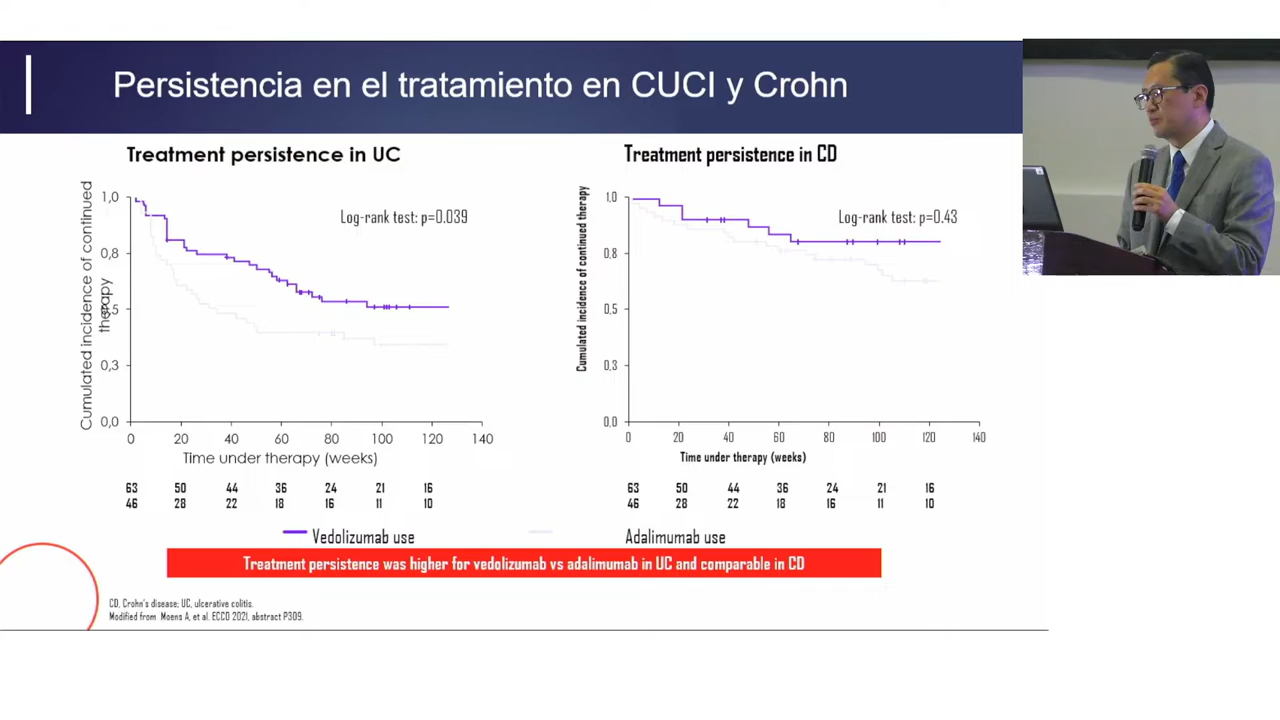 Persistencia en el tratamiento en CUCI y Crohn
Treatment persistence in UC
Cumulated incidence of continued
therapy
1,0
0,8
0,5
0,3
0,0
Log-rank test: p=0.039
0 20 40 60 80 100 120 140
Time under therapy (weeks)
63 50 44 36 24 21 16
46 28 22 18 16 11 10
Treatment persistence in CD
Cumulated incidence of continued therapy
1.0
0.8
0.5
0.3
0.0
Log-rank test: p=0.43
0 20 40 60 80 100 120 140
Time under therapy (weeks)
63 50 44 36 24 21 16
46 28 22 18 16 11 10
Vedolizumab use
Adalimumab use
Treatment persistence was higher for vedolizumab vs adalimumab in UC and comparable in CD
CD, Crohn's disease; UC, ulcerative colitis.
Modified from Moens A, et al. ECCO 2021, abstract P309.